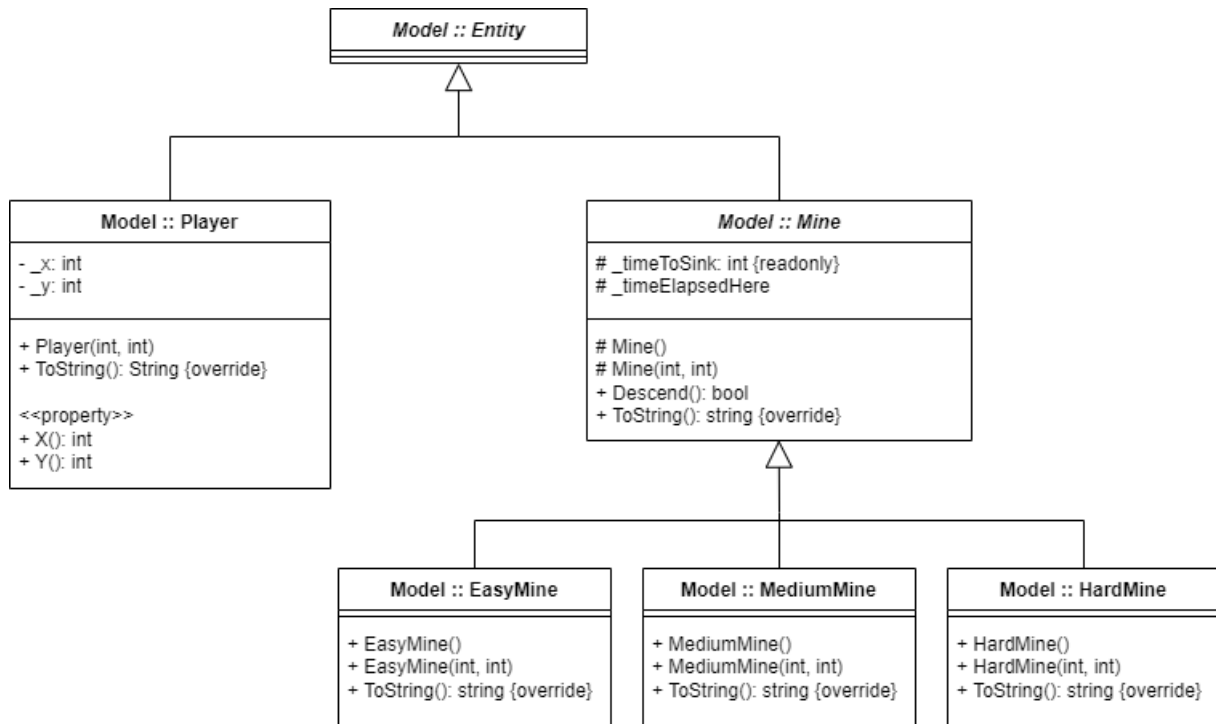 Model :: Entity
Model :: Player
- _x: int
- _y: int
+ Player(int, int)
+ ToString(): String {override}
<<property>>
+ X(): int
+ Y(): int
Model :: Mine
# _timeToSink: int {readonly}
# _timeElapsedHere
# Mine()
# Mine(int, int)
+ Descend(): bool
+ ToString(): string {override}
Model :: EasyMine
+ EasyMine()
+ EasyMine(int, int)
+ ToString(): string {override}
Model :: MediumMine
+ MediumMine()
+ MediumMine(int, int)
+ ToString(): string {override}
Model :: HardMine
+ HardMine()
+ HardMine(int, int)
+ ToString(): string {override}